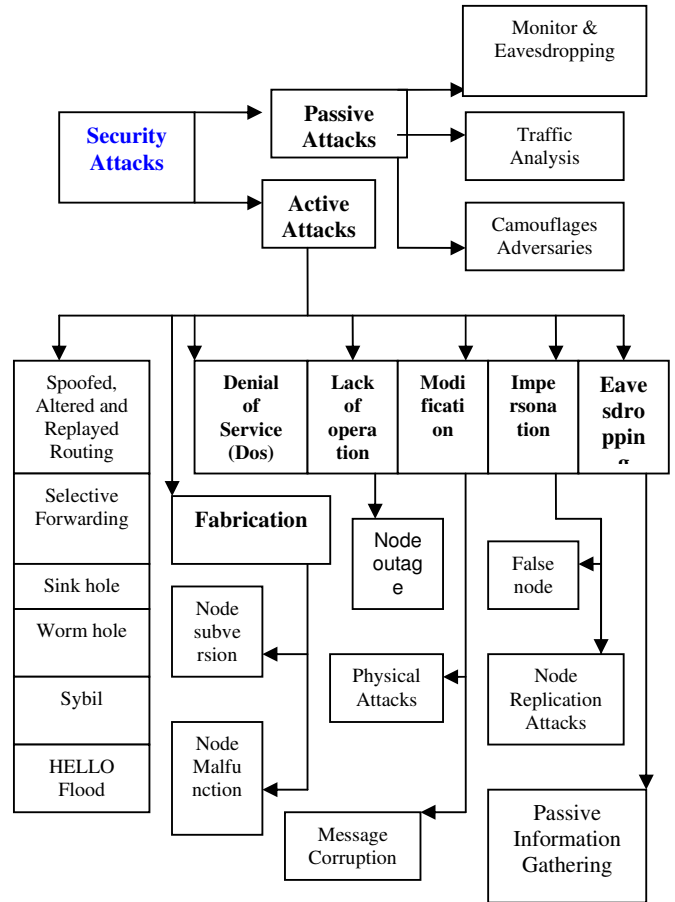 Monitor &
Eavesdropping
Passive
Attacks
Security
Attacks
Traffic
Analysis
Active
Attacks
Camouflages
Adversaries
Spoofed,
Altered and
Replayed
Routing
Selective
Forwarding
Sink hole
Worm hole
Sybil
HELLO
Flood
Denial
of
Service
(Dos)
Lack
of
opera
tion
Mod
ificati
on
Impe
rsona
tion
Eave
sdro
ppin
g
Fabrication
Node
subve
rsion
Node
Malfu
nction
Node
outag
e
Physical
Attacks
Message
Corruption
False
node
Node
Replication
Attacks
Passive
Information
Gathering